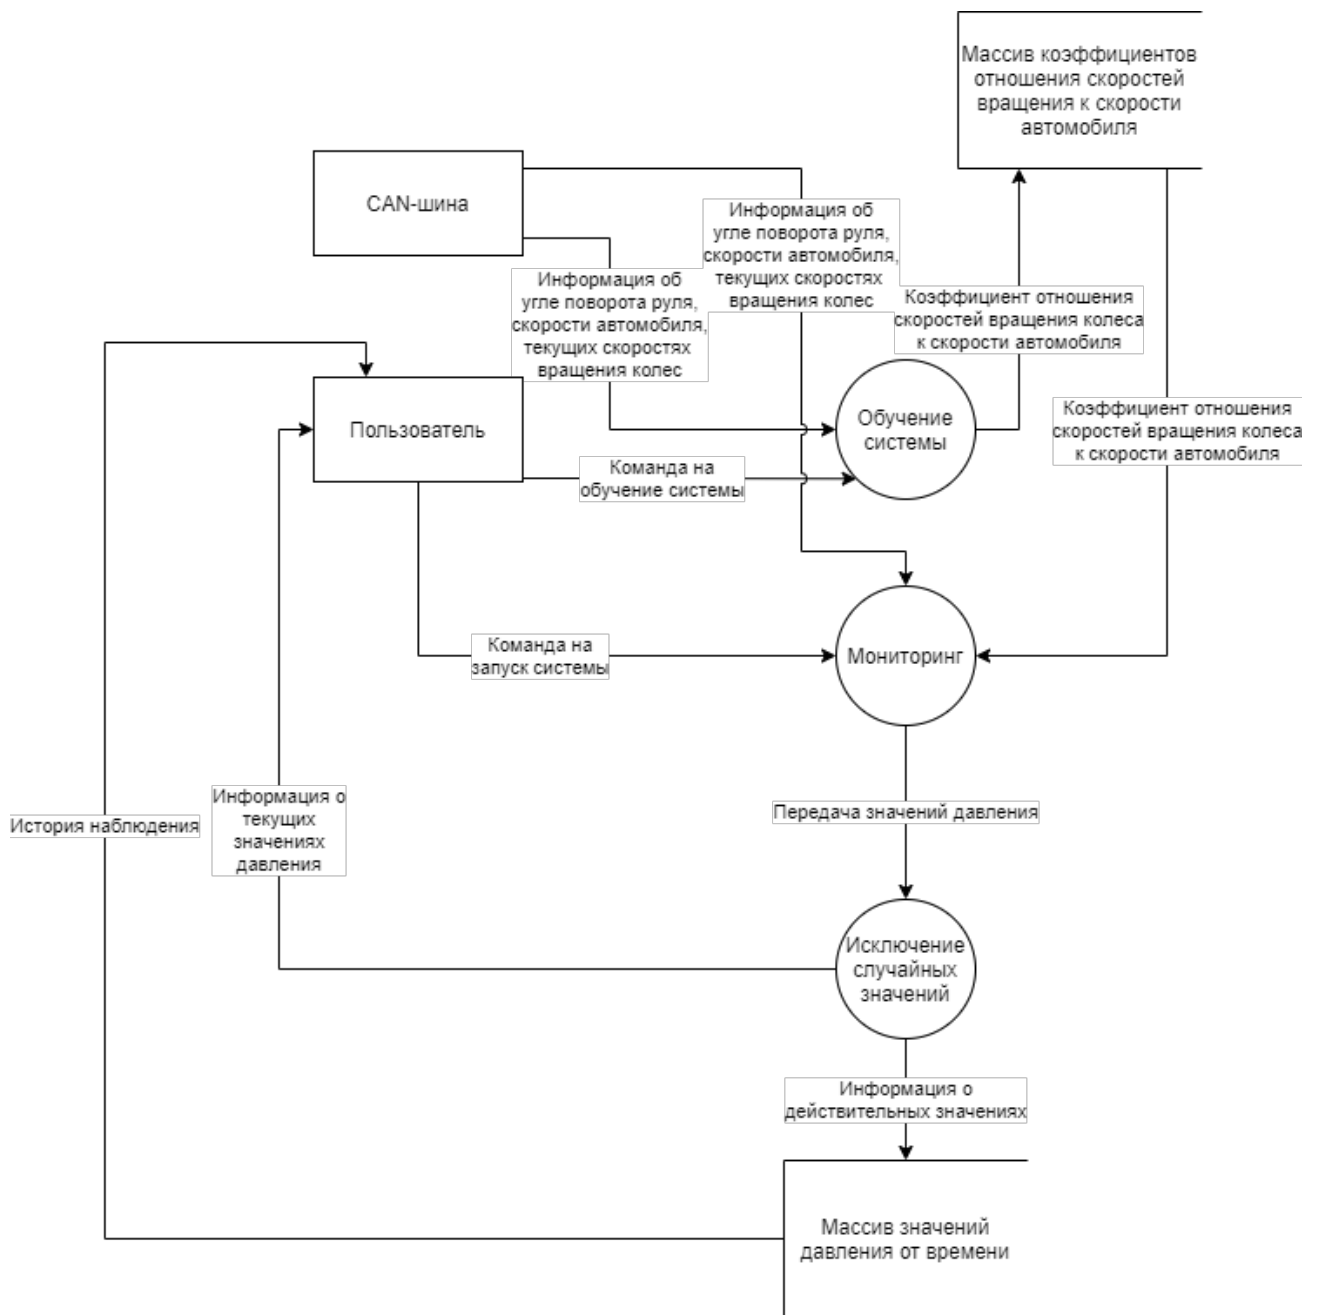 Массив коэффициентов
отношения скоростей
вращения к скорости
автомобиля
CAN-шина
Информация об
угле поворота руля,
скорости автомобиля,
текущих скоростях
вращения колес
Информация об
угле поворота руля,
скорости автомобиля,
текущих скоростях
вращения колес
Коэффициент отношения
скоростей вращения колеса
к скорости автомобиля
Пользователь
Обучение
системы
Коэффициент отношения
скоростей вращения колеса
к скорости автомобиля
Команда на
обучение системы
Команда на
запуск системы
Мониторинг
История наблюдения
Информация о
текущих
значениях
давления
Передача значений давления
Исключение
случайных
значений
Информация о
действительных значениях
Массив значений
давления от времени